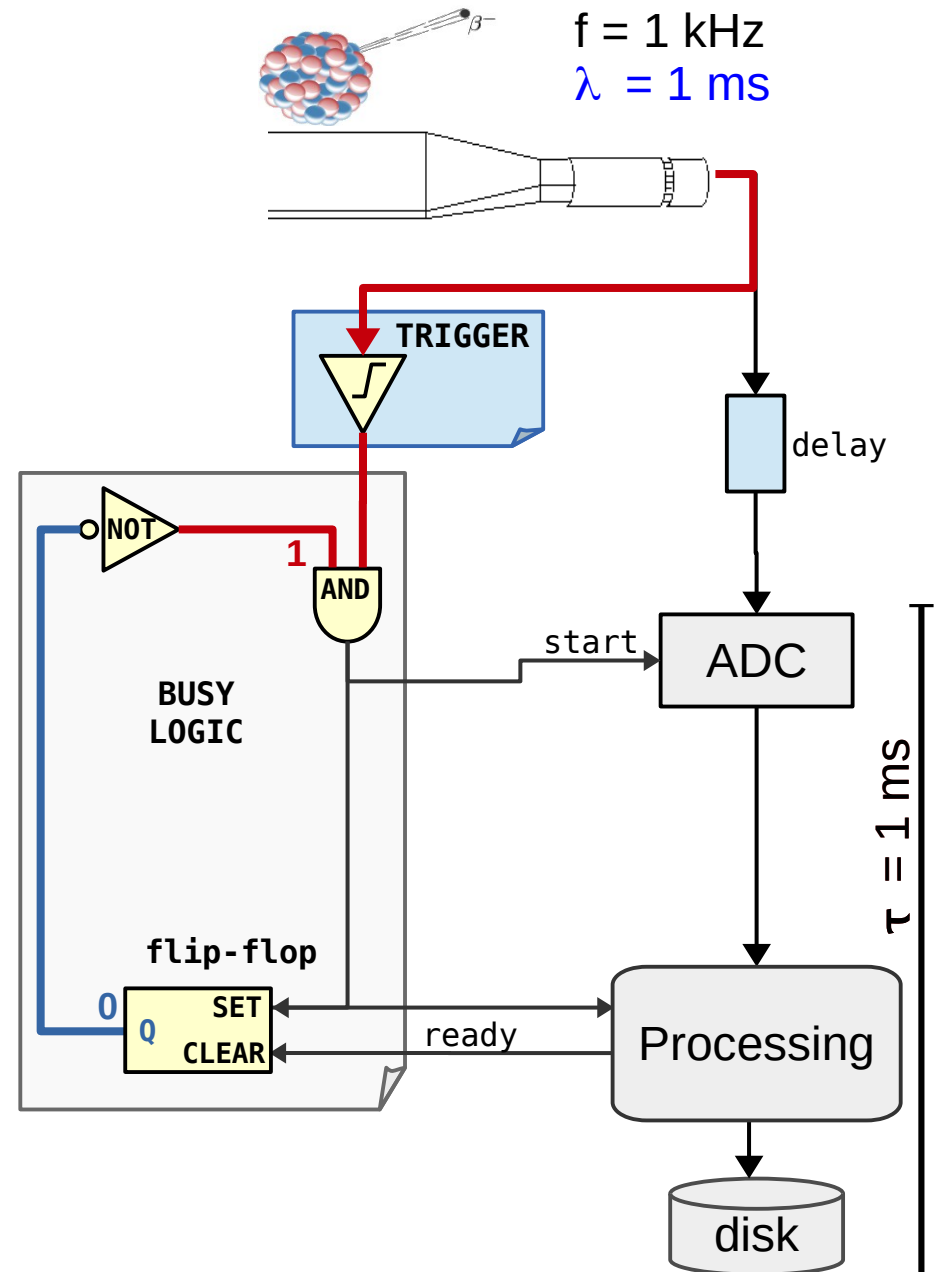 β⁻
f = 1 kHz
λ = 1 ms
TRIGGER
delay
NOT
1
AND
start
ADC
BUSY
LOGIC
τ = 1 ms
flip-flop
0
SET
Q
CLEAR
ready
Processing
disk